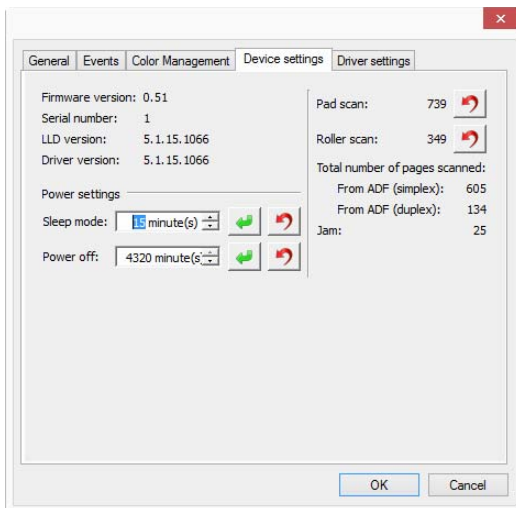 General Events Color Management Device settings Driver settings
Firmware version: 0.51
Serial number: 1
LLD version: 5.1.15.1066
Driver version: 5.1.15.1066
Power settings
Sleep mode: 15 minute(s)
Power off: 4320 minute(s
Pad scan: 739
Roller scan: 349
Total number of pages scanned:
From ADF (simplex): 605
From ADF (duplex): 134
Jam: 25
OK Cancel